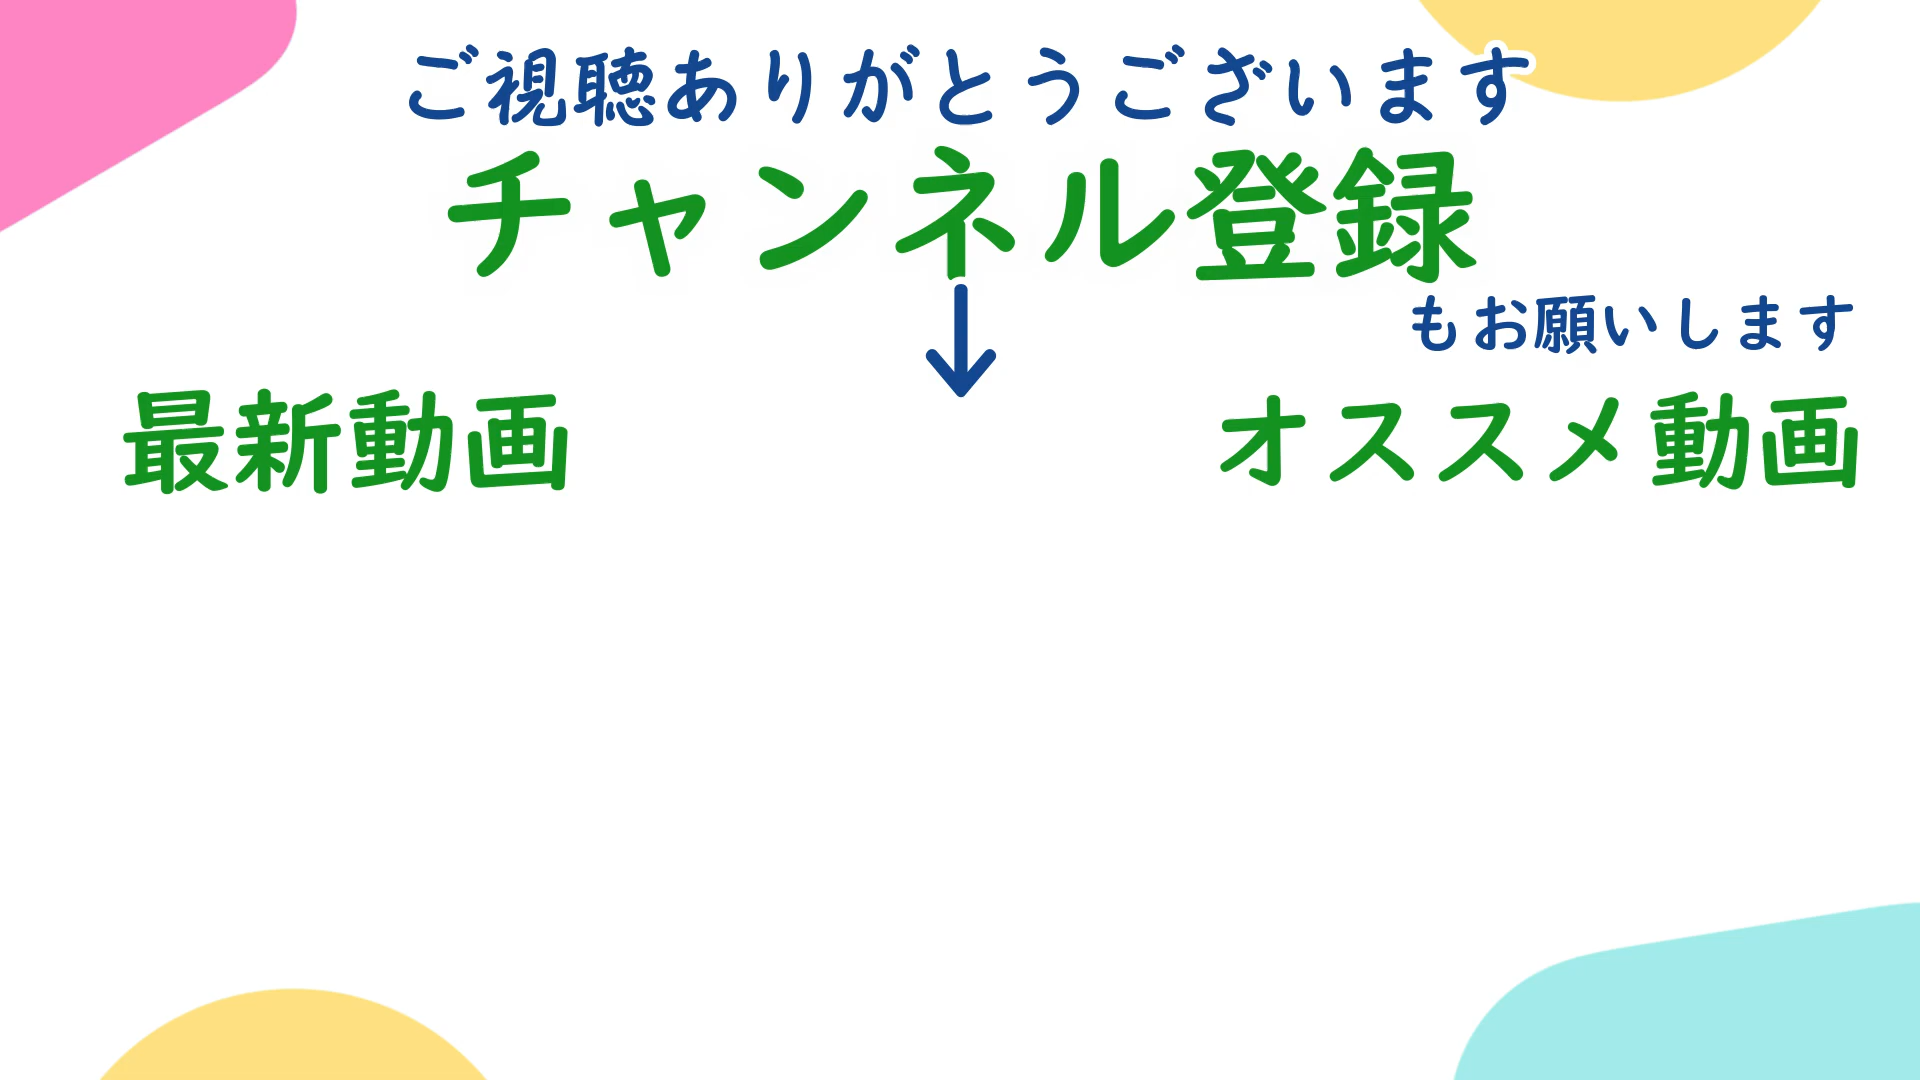 ご視聴ありがとうございます
チャンネル登録
もお願いします
最新動画
オススメ動画